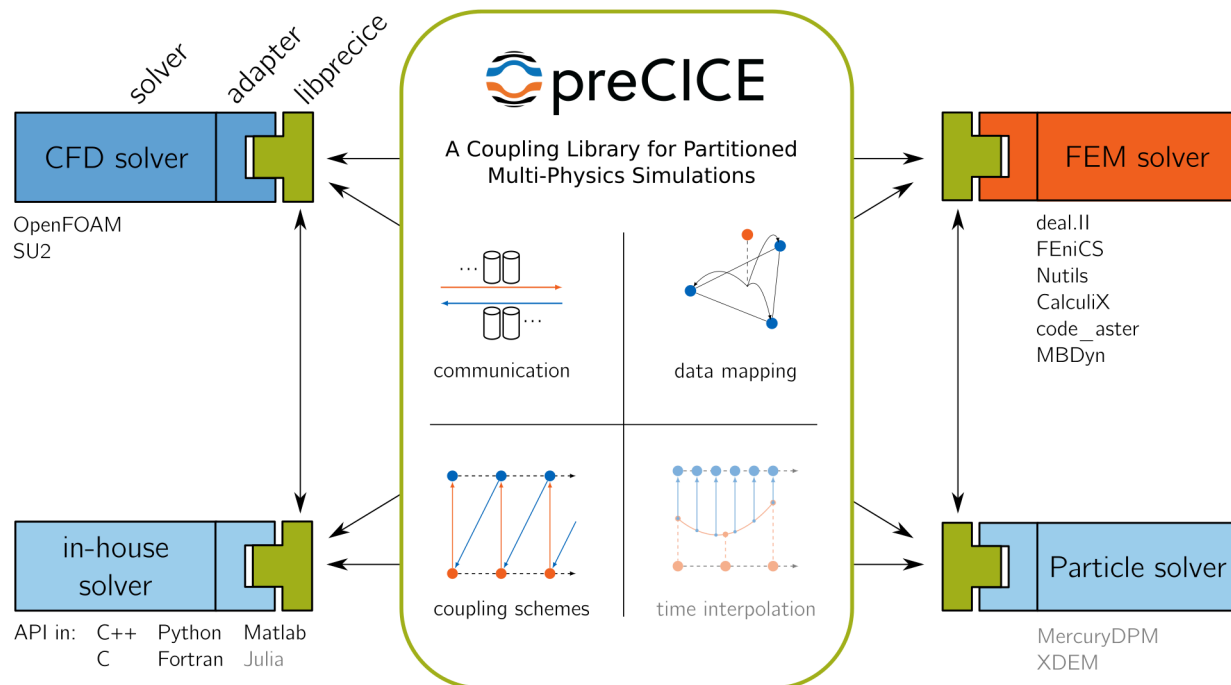 solver
adapter
libprecice
CFD solver
OpenFOAM
SU2
preCICE
A Coupling Library for Partitioned
Multi-Physics Simulations
...
...
communication
data mapping
coupling schemes
time interpolation
FEM solver
deal.II
FEniCS
Nutils
CalculiX
code_aster
MBDyn
in-house
solver
API in: C++ Python Matlab
C Fortran Julia
Particle solver
MercuryDPM
XDEM